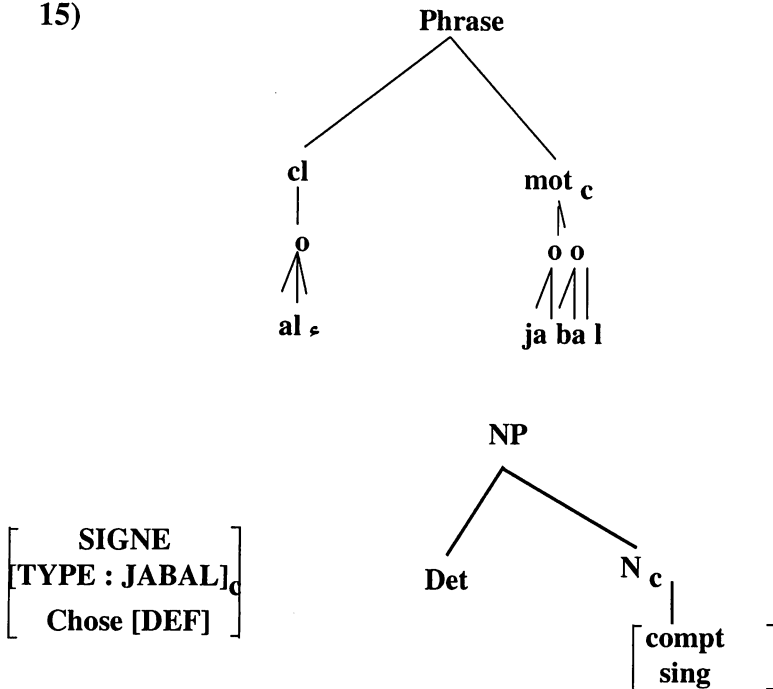 15)
Phrase
cl
mot c
o
o o
al ء
ja ba l
NP
SIGNE
[TYPE : JABAL]c
Chose [DEF]
Det
N c
compt
sing